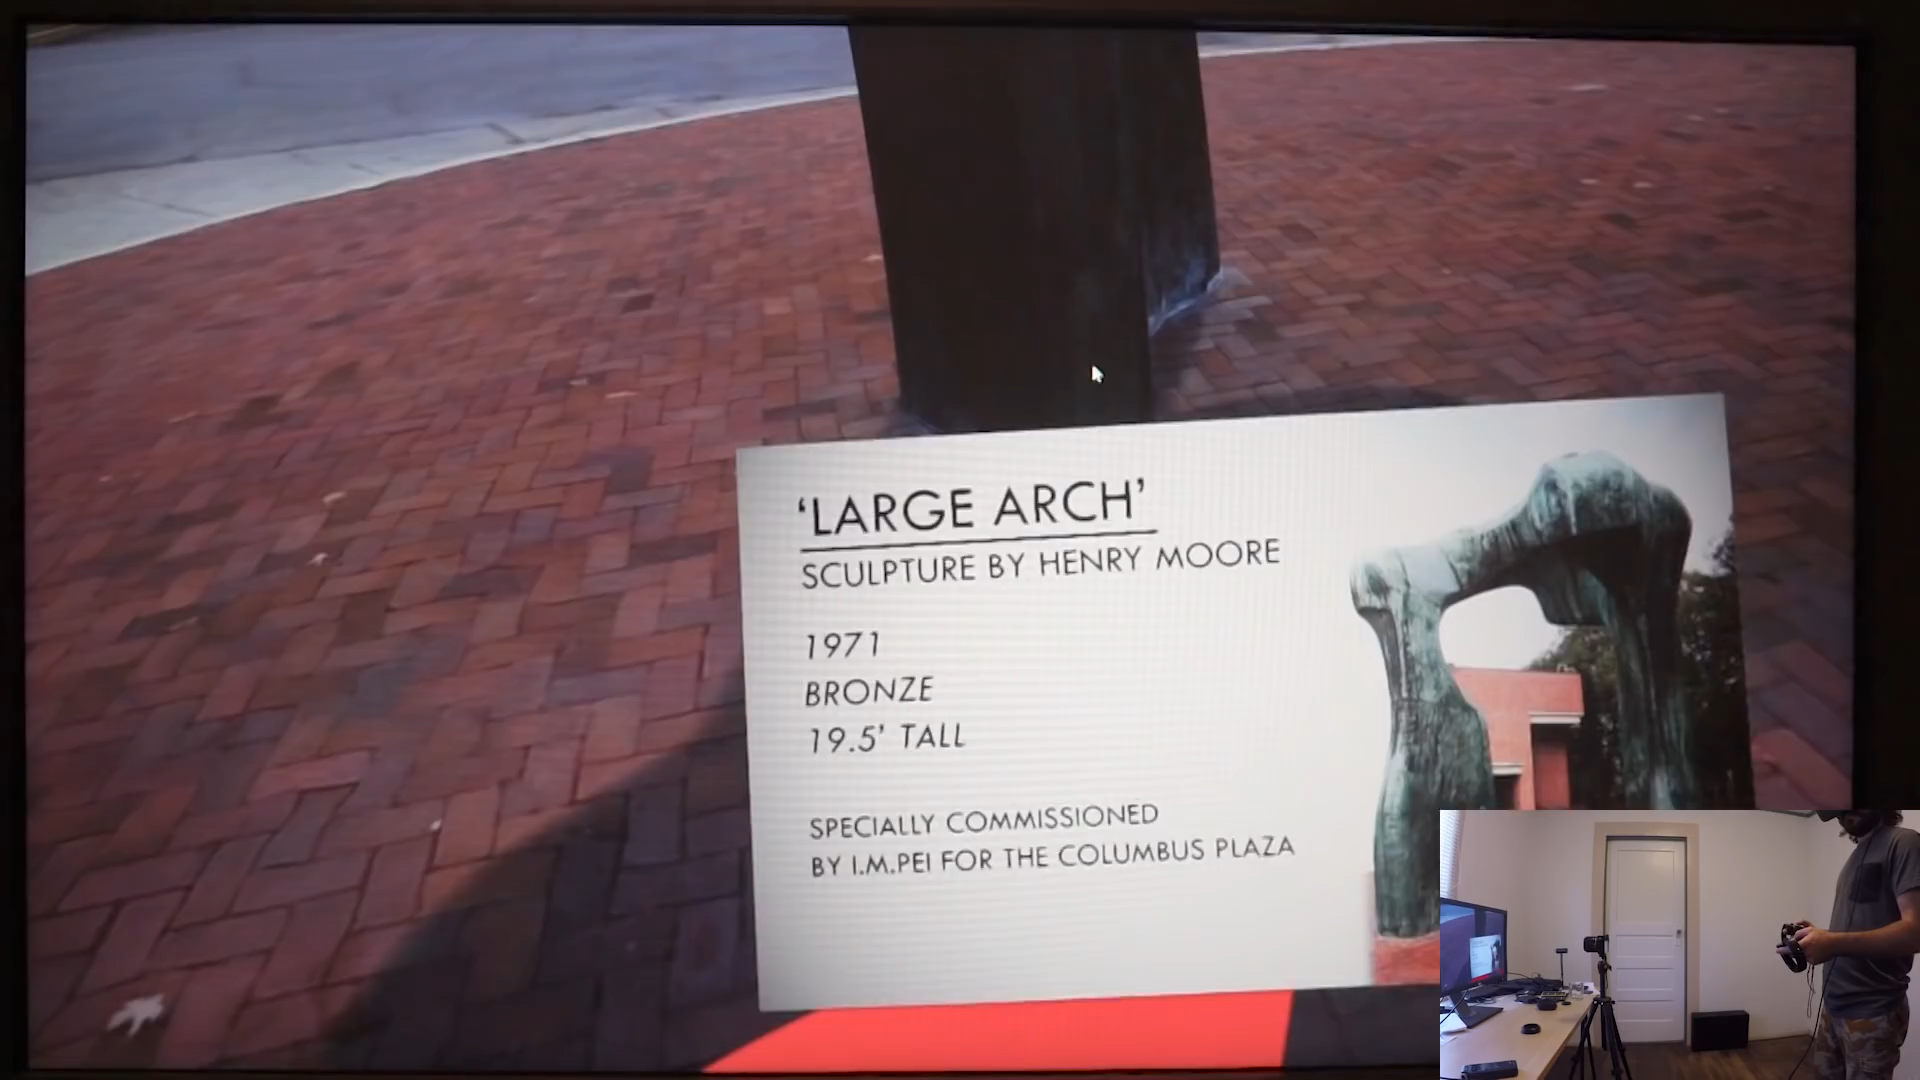 ‘LARGE ARCH’
SCULPTURE BY HENRY MOORE
1971
BRONZE
19.5’ TALL
SPECIALLY COMMISSIONED
BY I.M.PEI FOR THE COLUMBUS PLAZA